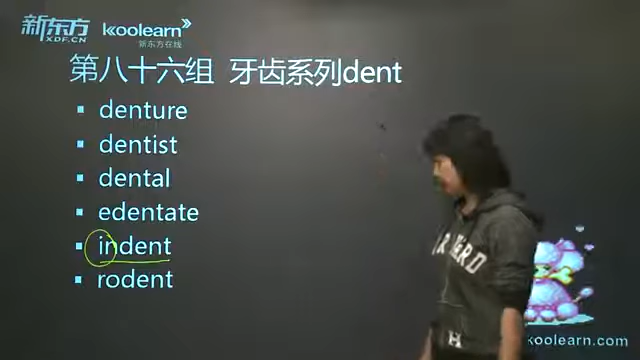 新东方 koolearn
XDF.CN 新东方在线
第八十六组 牙齿系列dent
denture
dentist
dental
edentate
indent
rodent
H
koolearn.com